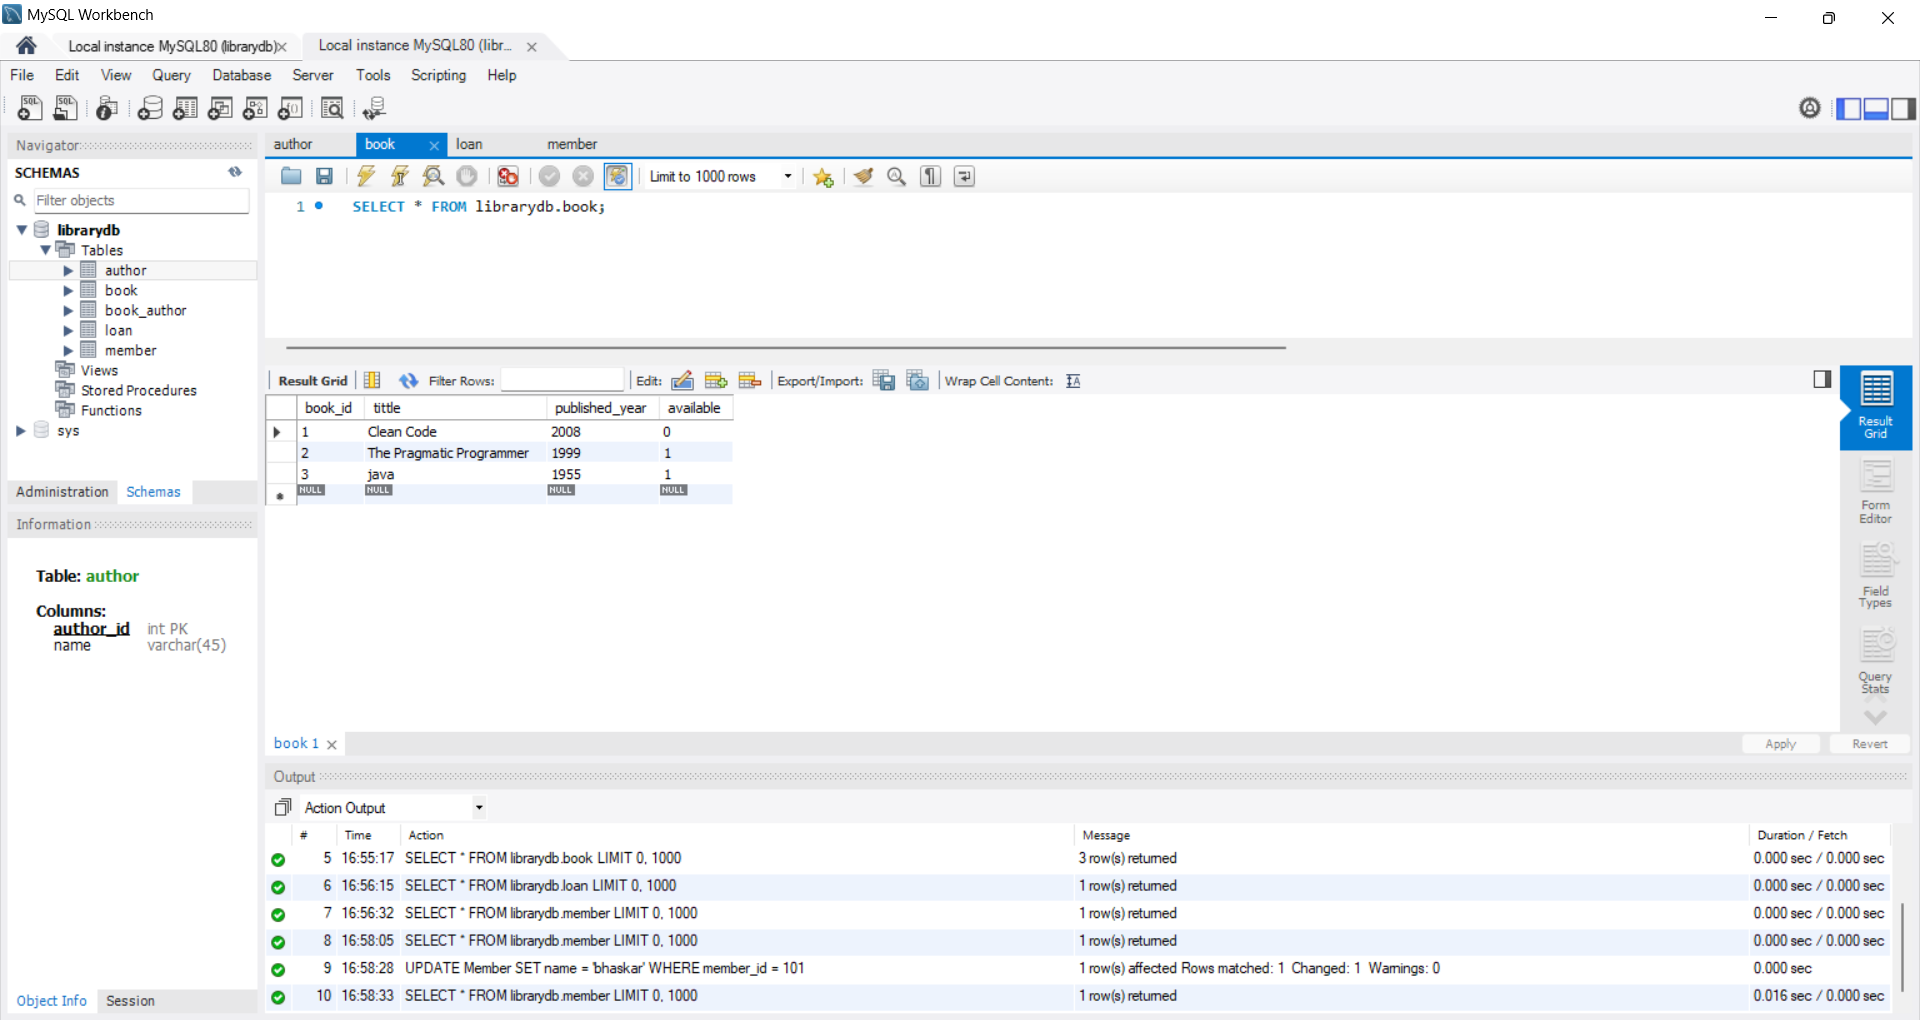 MySQL Workbench
Local instance MySQL80 (librarydb)
Local instance MySQL80 (libr...
File Edit View Query Database Server Tools Scripting Help
Navigator
SCHEMAS
Filter objects
librarydb
Tables
author
book
book_author
loan
member
Views
Stored Procedures
Functions
sys
Administration Schemas
Information
Table: author
Columns:
author_id int PK
name varchar(45)
Object Info Session
author book loan member
Limit to 1000 rows
1 SELECT * FROM librarydb.book;
Result Grid Filter Rows: Edit: Export/Import: Wrap Cell Content:
book_id tittle published_year available
1 Clean Code 2008 0
2 The Pragmatic Programmer 1999 1
3 java 1955 1
NULL NULL NULL NULL
Result
Grid
Form
Editor
Field
Types
Query
Stats
book 1
Apply Revert
Output
Action Output
# Time Action Message Duration / Fetch
5 16:55:17 SELECT * FROM librarydb.book LIMIT 0, 1000 3 row(s) returned 0.000 sec / 0.000 sec
6 16:56:15 SELECT * FROM librarydb.loan LIMIT 0, 1000 1 row(s) returned 0.000 sec / 0.000 sec
7 16:56:32 SELECT * FROM librarydb.member LIMIT 0, 1000 1 row(s) returned 0.000 sec / 0.000 sec
8 16:58:05 SELECT * FROM librarydb.member LIMIT 0, 1000 1 row(s) returned 0.000 sec / 0.000 sec
9 16:58:28 UPDATE Member SET name = 'bhaskar' WHERE member_id = 101 1 row(s) affected Rows matched: 1 Changed: 1 Warnings: 0 0.000 sec
10 16:58:33 SELECT * FROM librarydb.member LIMIT 0, 1000 1 row(s) returned 0.016 sec / 0.000 sec